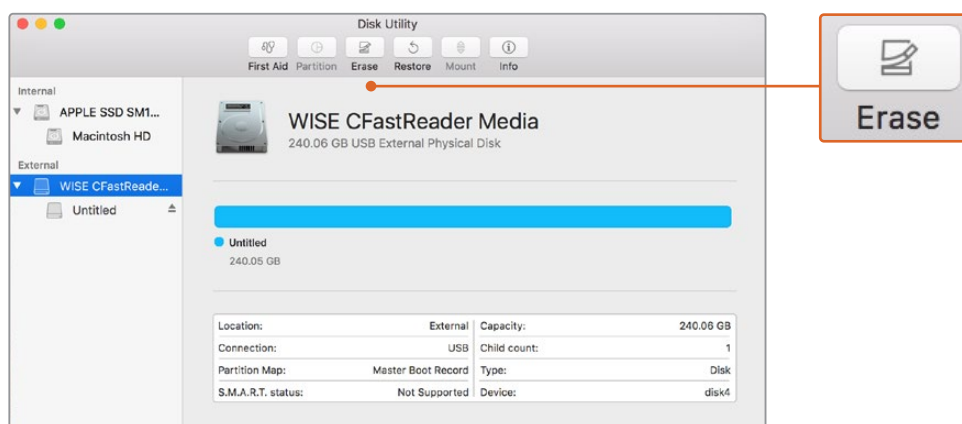 Disk Utility
First Aid Partition Erase Restore Mount Info
Erase
Internal
APPLE SSD SM1...
Macintosh HD
External
WISE CFastReade...
Untitled
WISE CFastReader Media
240.06 GB USB External Physical Disk
Untitled
240.05 GB
Location: External Capacity: 240.06 GB
Connection: USB Child count: 1
Partition Map: Master Boot Record Type: Disk
S.M.A.R.T. status: Not Supported Device: disk4